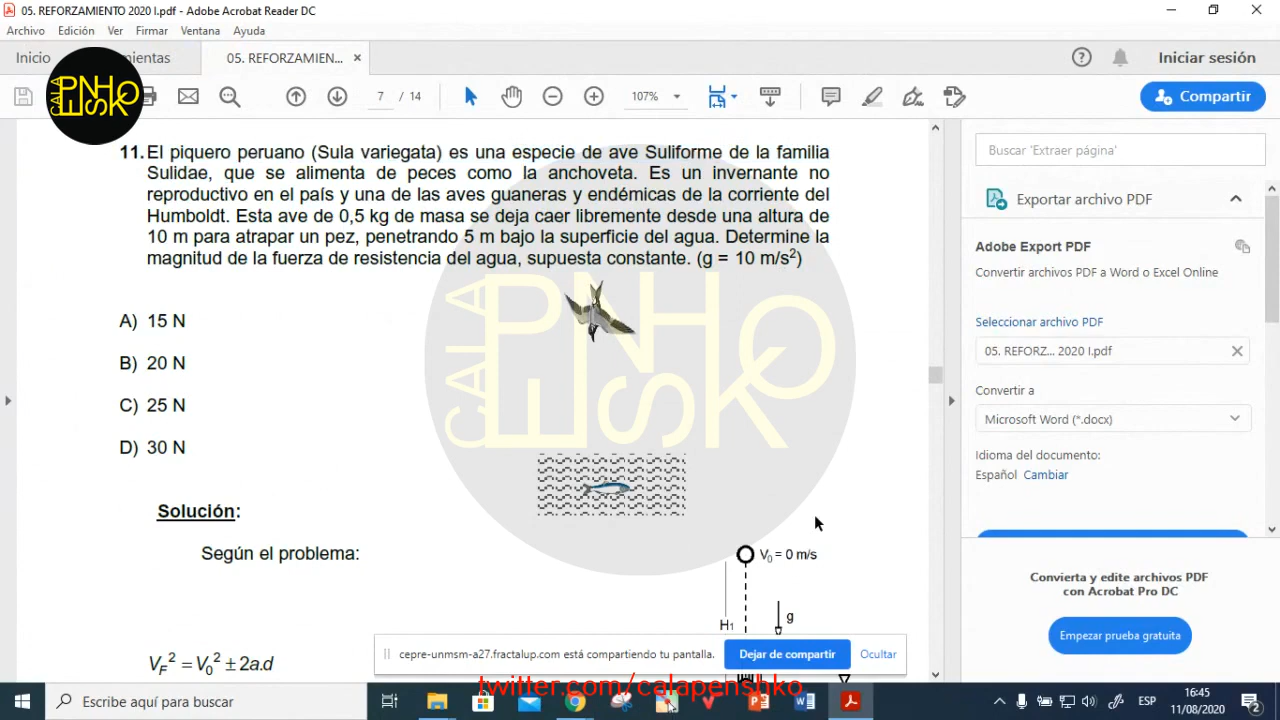 05. REFORZAMIENTO 2020 I.pdf - Adobe Acrobat Reader DC
Archivo Edición Ver Firmar Ventana Ayuda
Inicio mientas 05. REFORZAMIEN... × Iniciar sesión
7 / 14 107% Compartir
CALA PENSHKO
11. El piquero peruano (Sula variegata) es una especie de ave Suliforme de la familia
Sulidae, que se alimenta de peces como la anchoveta. Es un invernante no
reproductivo en el país y una de las aves guaneras y endémicas de la corriente del
Humboldt. Esta ave de 0,5 kg de masa se deja caer libremente desde una altura de
10 m para atrapar un pez, penetrando 5 m bajo la superficie del agua. Determine la
magnitud de la fuerza de resistencia del agua, supuesta constante. (g = 10 m/s²)
A) 15 N
B) 20 N
C) 25 N
D) 30 N
CALA PENSHKO
Solución:
Según el problema:
V₀ = 0 m/s
g
H₁
V_F² = V₀² ± 2a.d
Buscar 'Extraer página'
Exportar archivo PDF
Adobe Export PDF
Convertir archivos PDF a Word o Excel Online
Seleccionar archivo PDF
05. REFORZ... 2020 I.pdf
Convertir a
Microsoft Word (*.docx)
Idioma del documento:
Español Cambiar
Convierta y edite archivos PDF
con Acrobat Pro DC
Empezar prueba gratuita
cepre-unmsm-a27.fractalup.com está compartiendo tu pantalla. Dejar de compartir Ocultar
twitter.com/calapenshko
Escribe aquí para buscar
ESP
16:45
11/08/2020
2